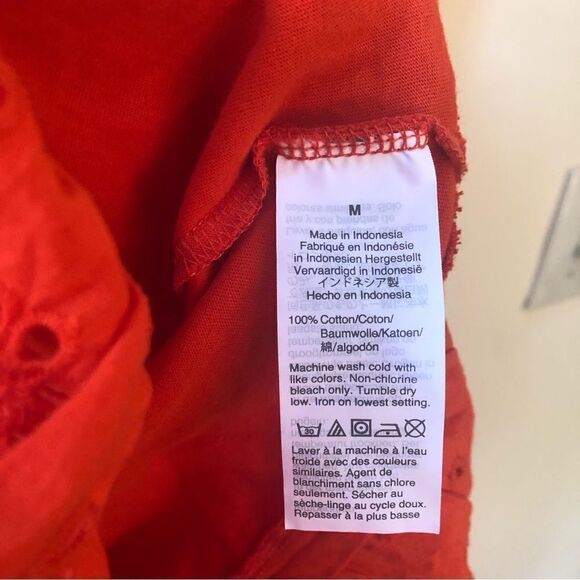 M
Made in Indonesia
Fabriqué en Indonésie
in Indonesien Hergestellt
Vervaardigd in Indonesië
インドネシア製
Hecho en Indonesia
100% Cotton/Coton/
Baumwolle/Katoen/
綿/algodón
Machine wash cold with
like colors. Non-chlorine
bleach only. Tumble dry
low. Iron on lowest setting.
30
Laver à la machine à l'eau
froide avec des couleurs
similaires. Agent de
blanchiment sans chlore
seulement. Sécher au
sèche-linge au cycle doux.
Repasser à la plus basse